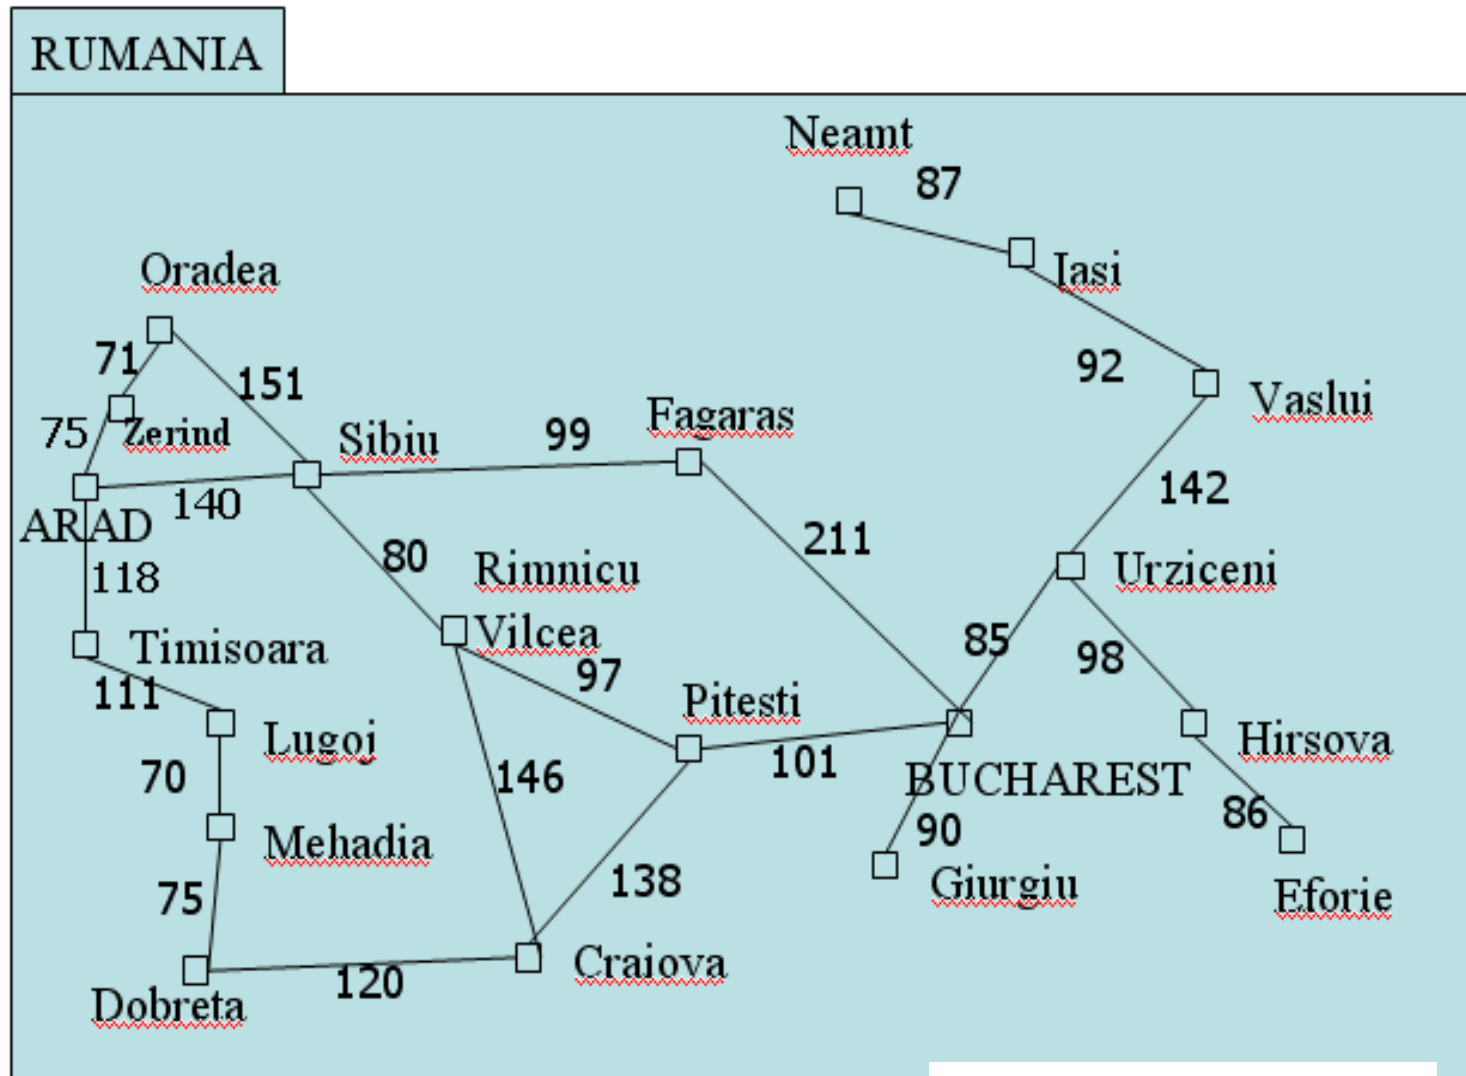 RUMANIA
Neamt
87
Oradea
Iasi
71
151
92
75
Zerind
Sibiu
99
Fagaras
Vaslui
140
142
ARAD
80
211
118
Rimnicu
Vilcea
Urziceni
Timisoara
85
98
111
97
Pitesti
Lugoj
101
Hirsova
70
146
BUCHAREST
Mehadia
90
86
75
138
Giurgiu
Eforie
120
Craiova
Dobreta